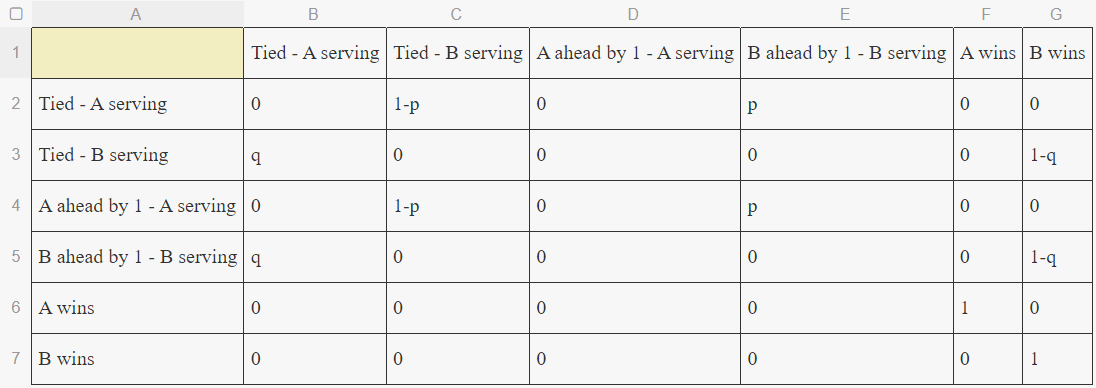 A B C D E F G
1 Tied - A serving Tied - B serving A ahead by 1 - A serving B ahead by 1 - B serving A wins B wins
2 Tied - A serving 0 1-p 0 p 0 0
3 Tied - B serving q 0 0 0 0 1-q
4 A ahead by 1 - A serving 0 1-p 0 p 0 0
5 B ahead by 1 - B serving q 0 0 0 0 1-q
6 A wins 0 0 0 0 1 0
7 B wins 0 0 0 0 0 1